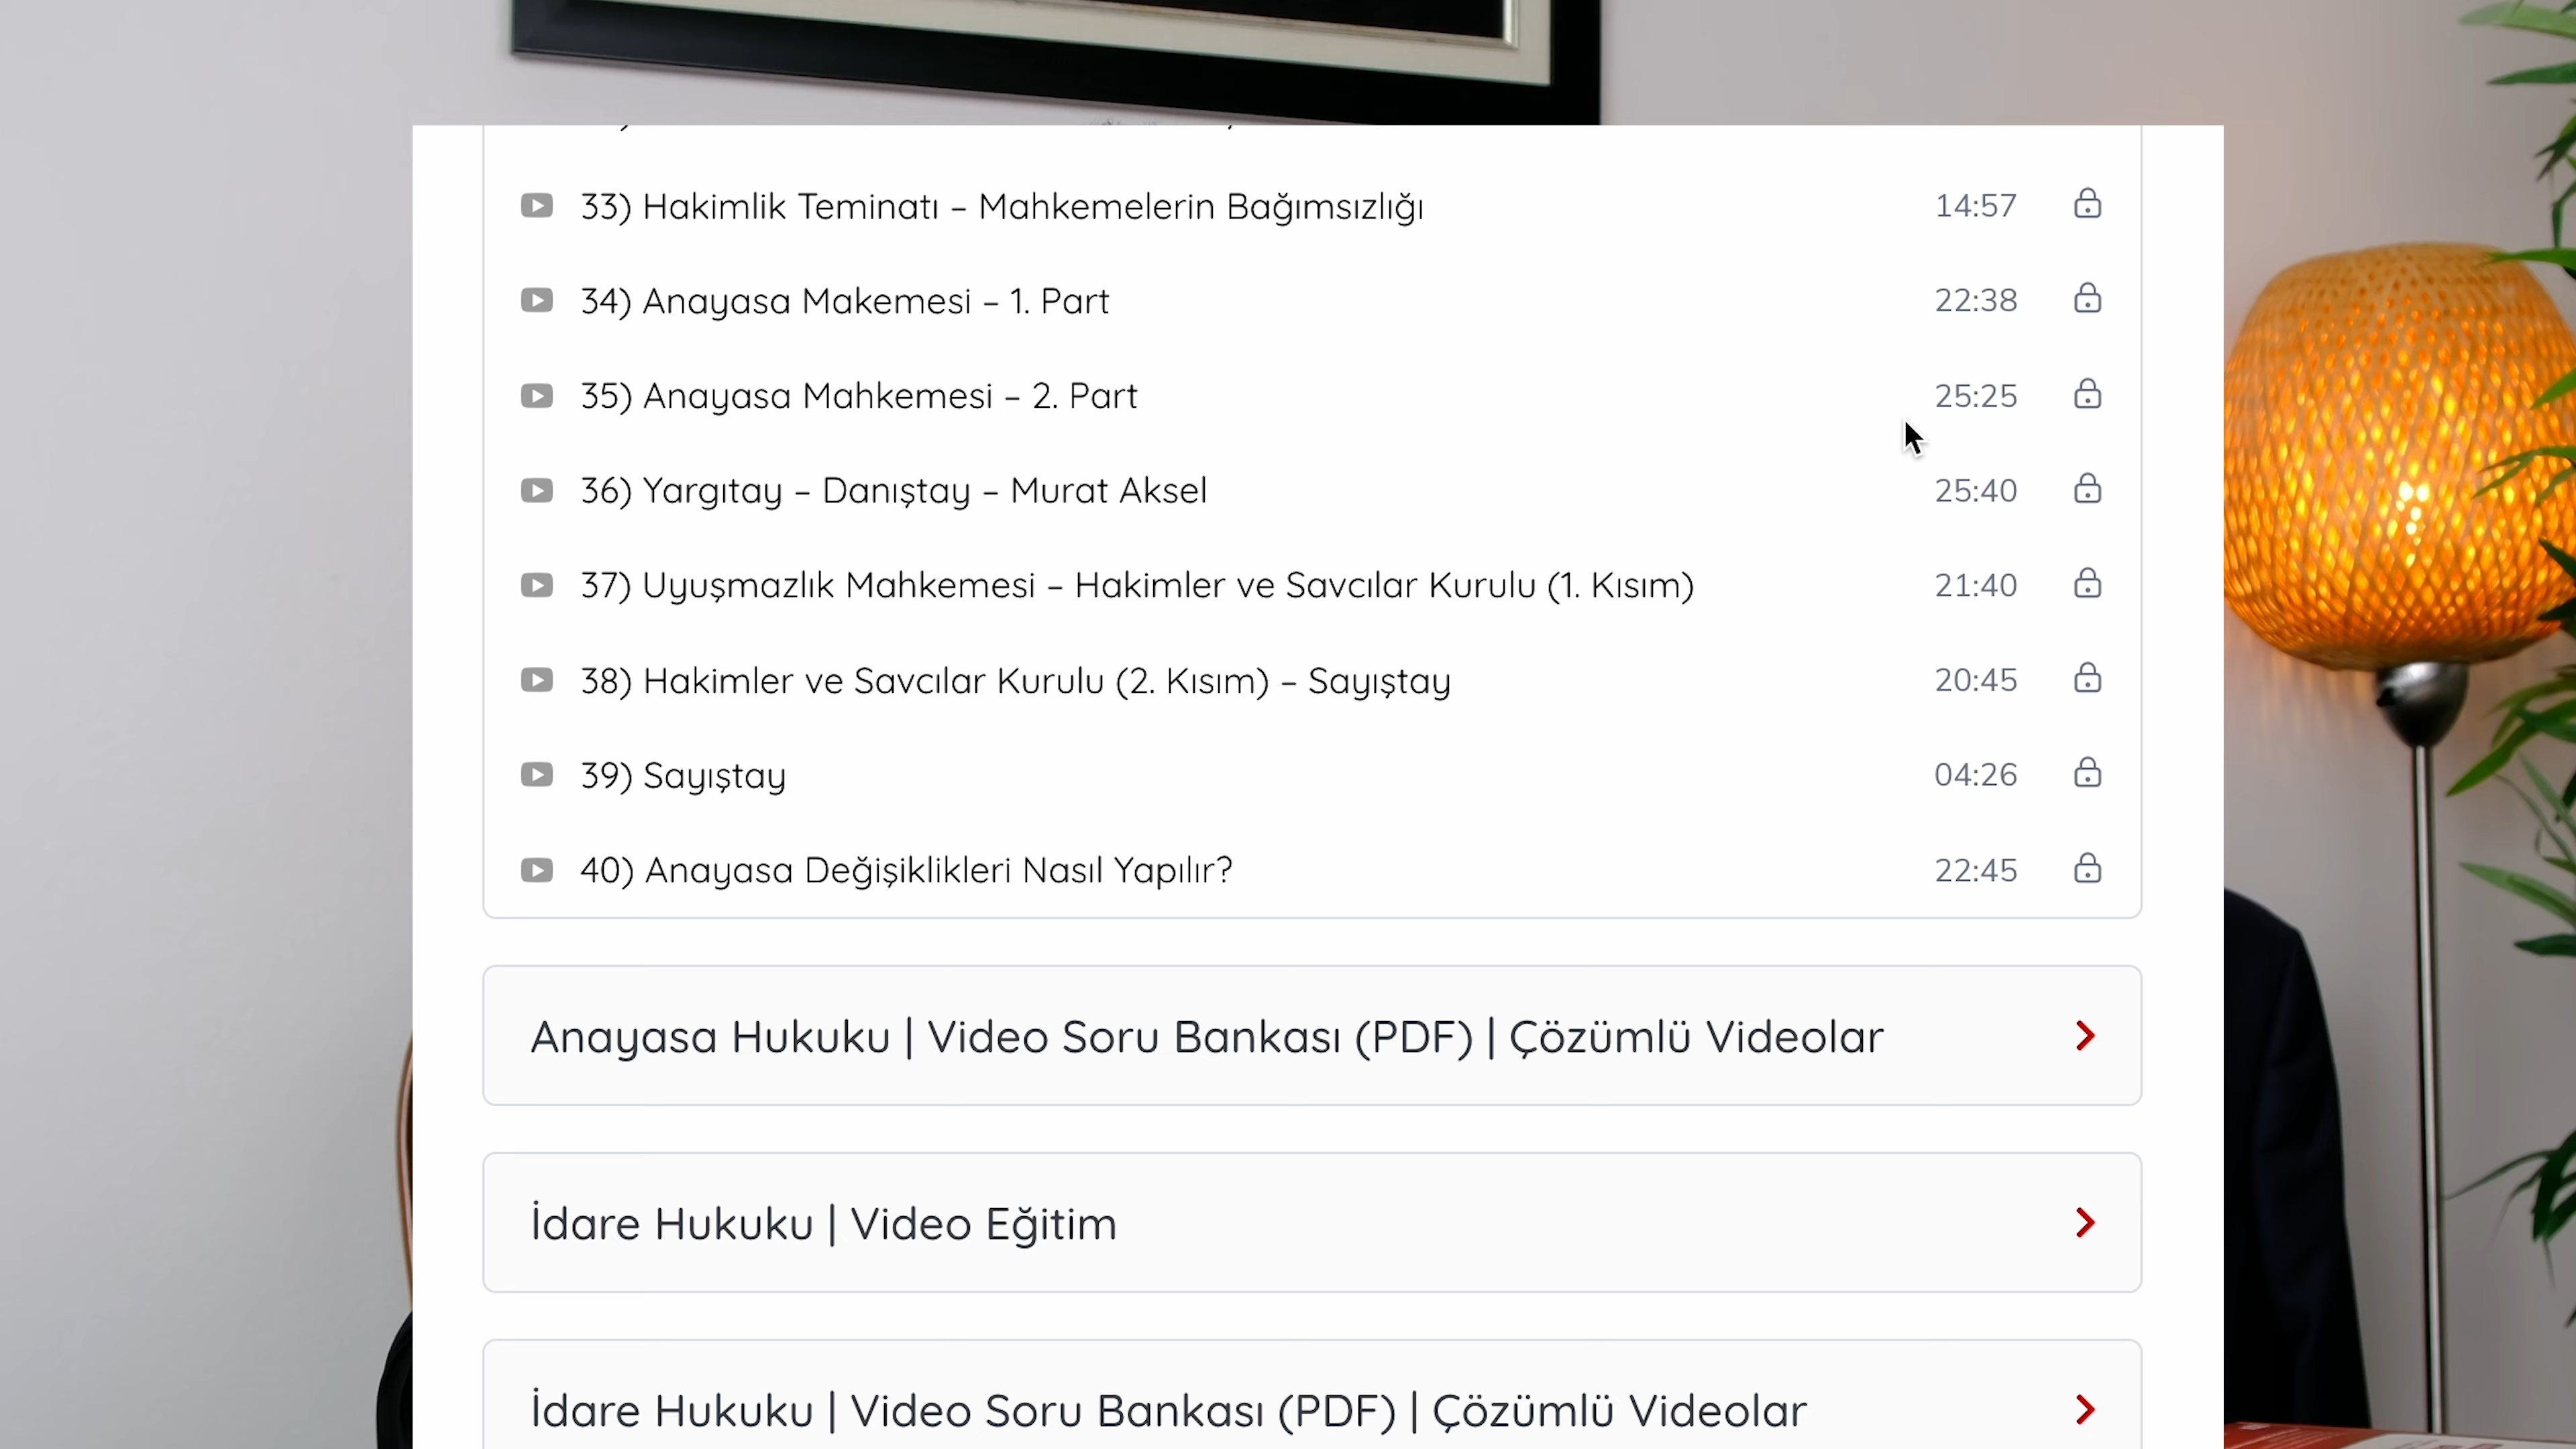 33) Hakimlik Teminatı – Mahkemelerin Bağımsızlığı 14:57
34) Anayasa Makemesi – 1. Part 22:38
35) Anayasa Mahkemesi – 2. Part 25:25
36) Yargıtay – Danıştay – Murat Aksel 25:40
37) Uyuşmazlık Mahkemesi – Hakimler ve Savcılar Kurulu (1. Kısım) 21:40
38) Hakimler ve Savcılar Kurulu (2. Kısım) – Sayıştay 20:45
39) Sayıştay 04:26
40) Anayasa Değişiklikleri Nasıl Yapılır? 22:45
Anayasa Hukuku | Video Soru Bankası (PDF) | Çözümlü Videolar
İdare Hukuku | Video Eğitim
İdare Hukuku | Video Soru Bankası (PDF) | Çözümlü Videolar